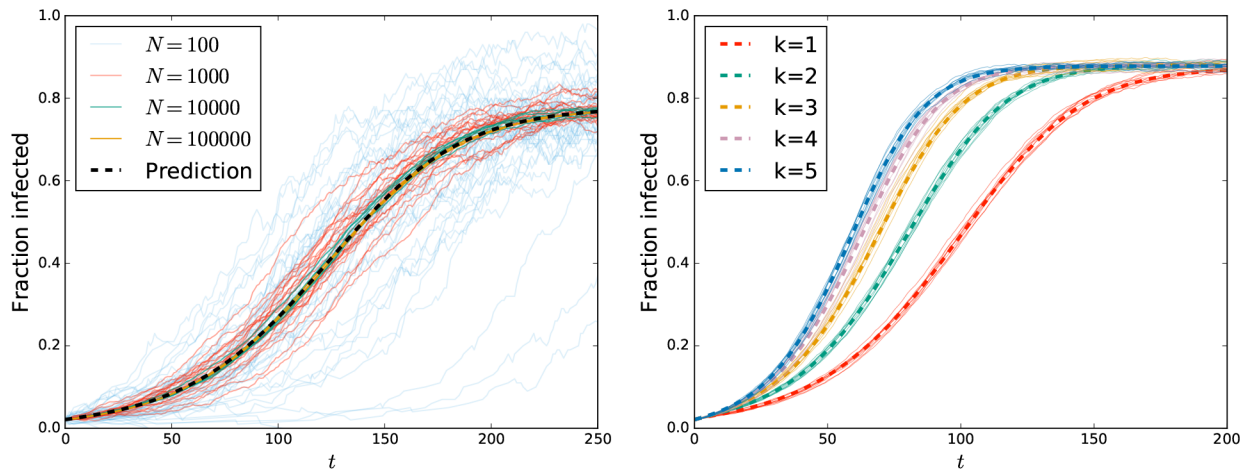 1.0
0.8
0.6
0.4
0.2
0.0
Fraction infected
N = 100
N = 1000
N = 10000
N = 100000
Prediction
0
50
100
150
200
250
t
1.0
0.8
0.6
0.4
0.2
0.0
Fraction infected
k=1
k=2
k=3
k=4
k=5
0
50
100
150
200
t